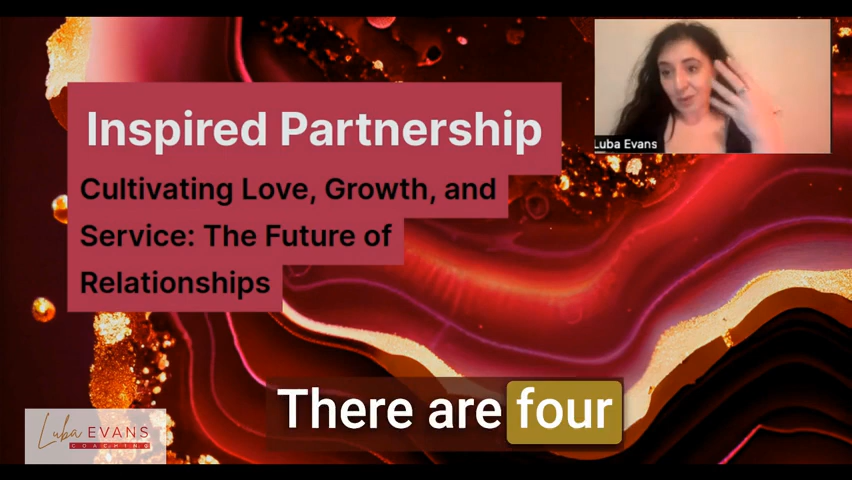 Inspired Partnership
Cultivating Love, Growth, and
Service: The Future of
Relationships
Luba Evans
There are four
Luba EVANS
COACHING